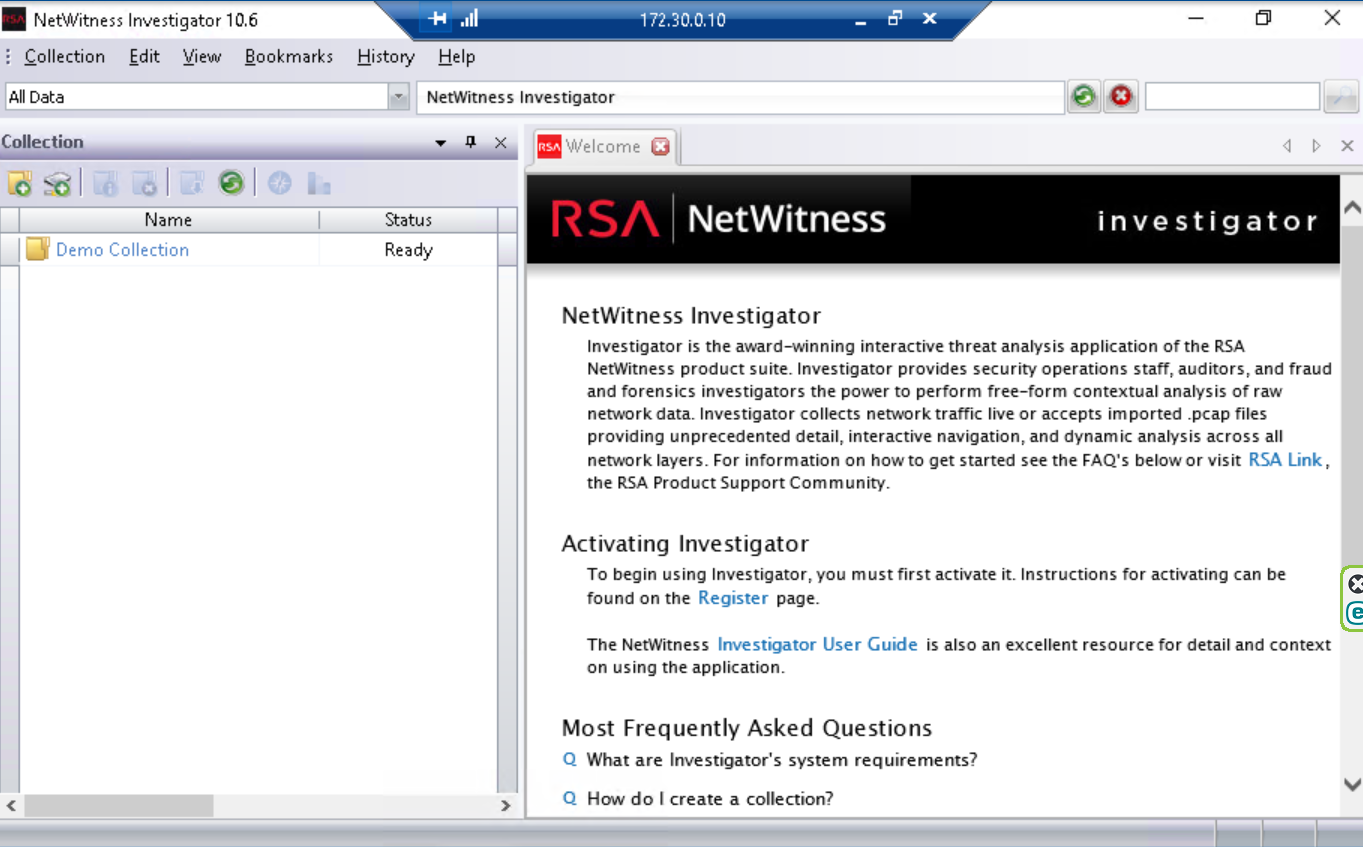 NetWitness Investigator 10.6
172.30.0.10
Collection Edit View Bookmarks History Help
All Data
NetWitness Investigator
Collection
RSA Welcome
Name Status
Demo Collection Ready
RSA NetWitness investigator
NetWitness Investigator
Investigator is the award-winning interactive threat analysis application of the RSA
NetWitness product suite. Investigator provides security operations staff, auditors, and fraud
and forensics investigators the power to perform free-form contextual analysis of raw
network data. Investigator collects network traffic live or accepts imported .pcap files
providing unprecedented detail, interactive navigation, and dynamic analysis across all
network layers. For information on how to get started see the FAQ's below or visit RSA Link ,
the RSA Product Support Community.
Activating Investigator
To begin using Investigator, you must first activate it. Instructions for activating can be
found on the Register page.
The NetWitness Investigator User Guide is also an excellent resource for detail and context
on using the application.
Most Frequently Asked Questions
Q What are Investigator's system requirements?
Q How do I create a collection?